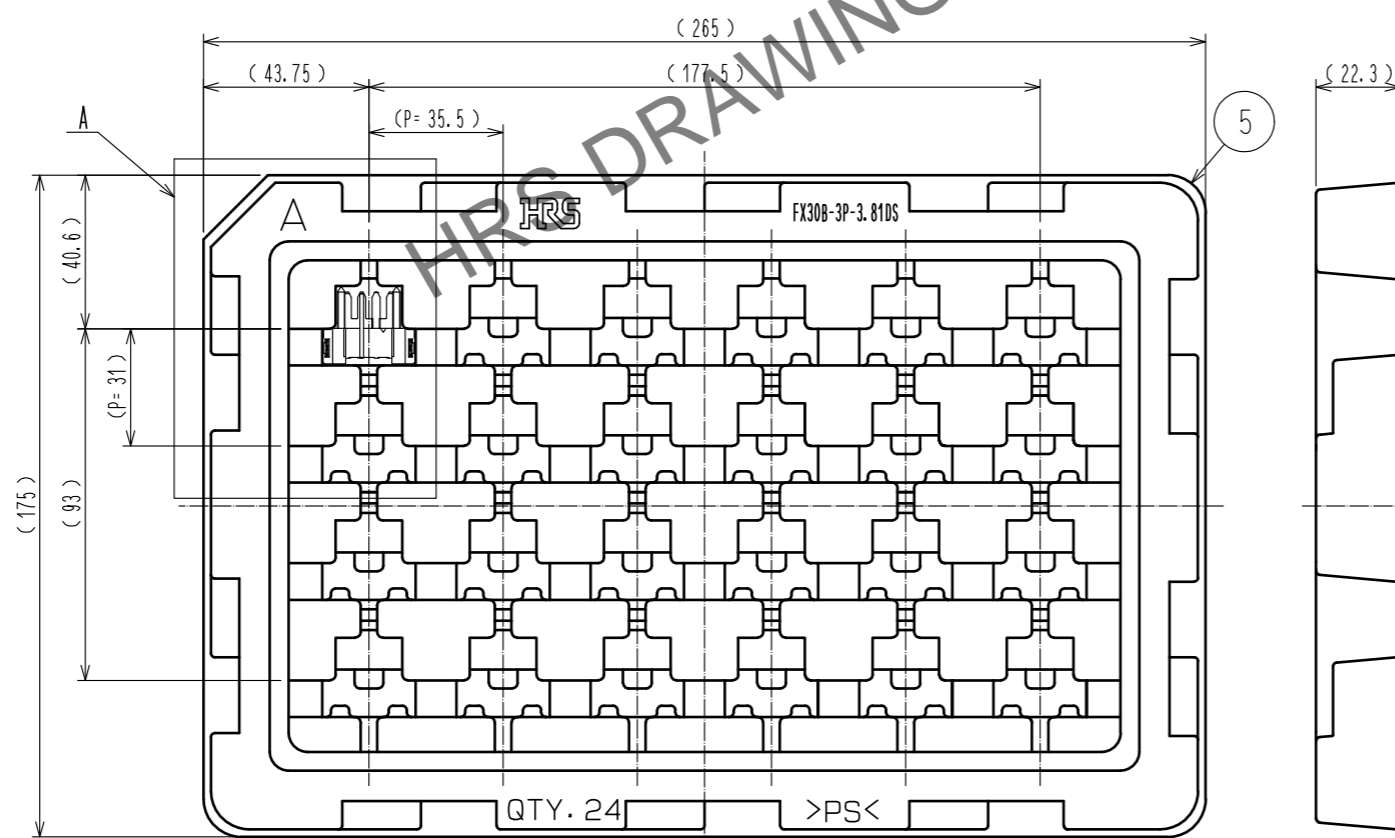 HRS DRAWING
( 265 )
( 43.75 )
( 177.5 )
( 22.3 )
(P= 35.5 )
A
5
A
HRS
FX30B-3P-3.81DS
( 40.6 )
(P= 31 )
( 93 )
( 175 )
QTY. 24
>PS<